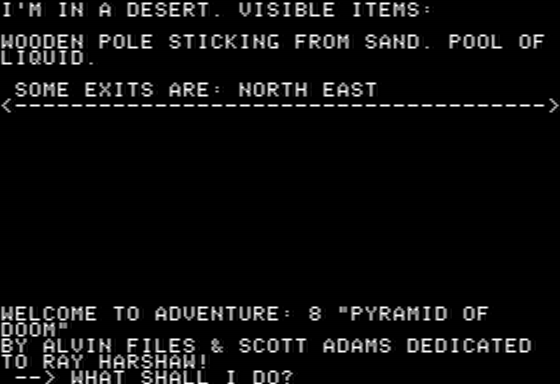 I'M IN A DESERT. VISIBLE ITEMS:
WOODEN POLE STICKING FROM SAND. POOL OF
LIQUID.
SOME EXITS ARE: NORTH EAST
<-------------------------------------->
WELCOME TO ADVENTURE: 8 "PYRAMID OF
DOOM"
BY ALVIN FILES & SCOTT ADAMS DEDICATED
TO RAY HARSHAW!
--> WHAT SHALL I DO?